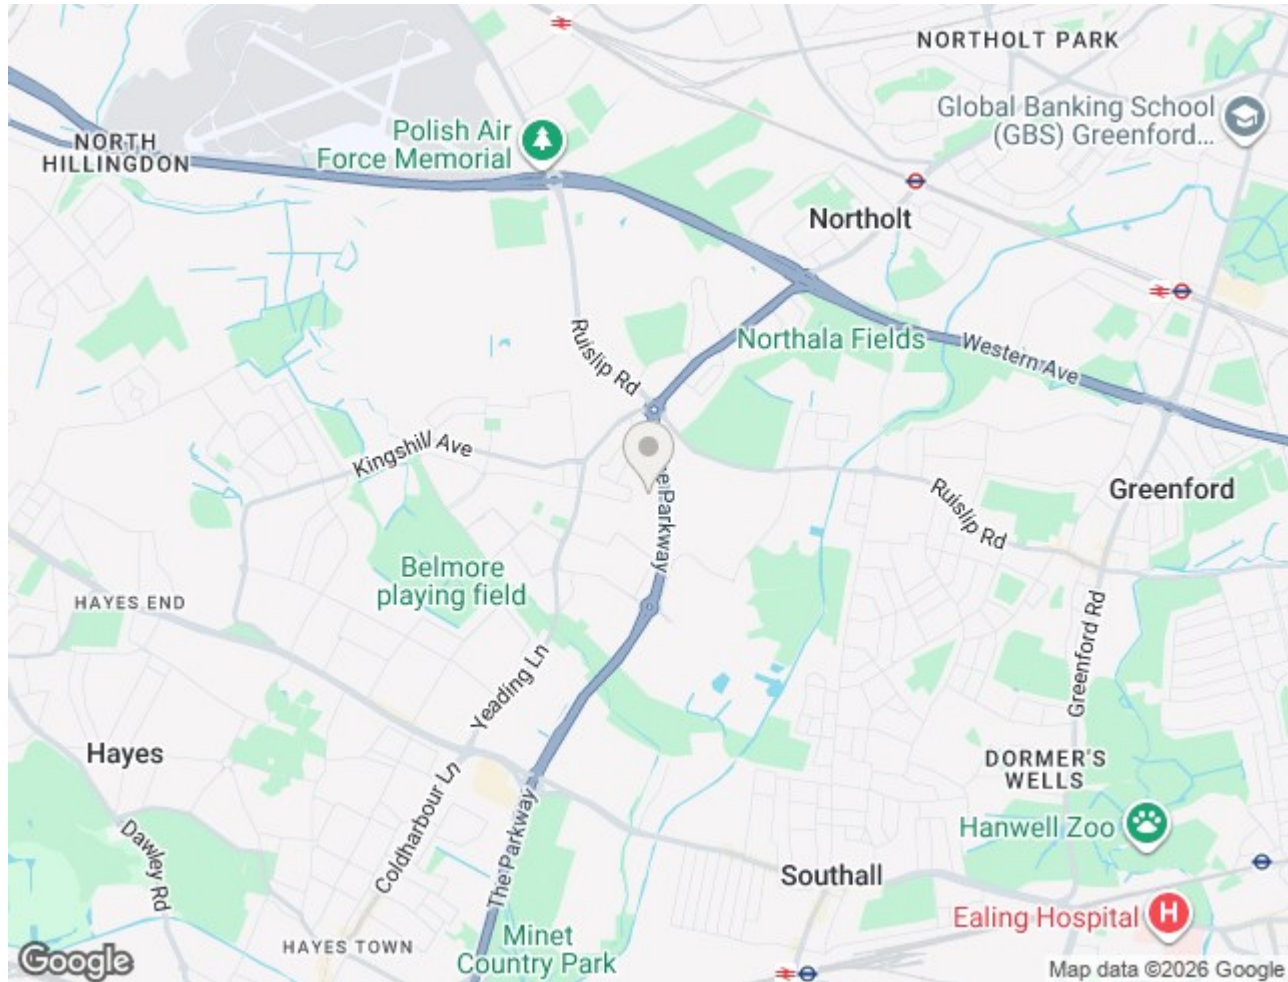 NORTHOLT PARK
Global Banking School
(GBS) Greenford...
Polish Air
Force Memorial
NORTH
HILLINGDON
Northolt
Ruislip Rd
Northala Fields
Western Ave
Kingshill Ave
The Parkway
Ruislip Rd
Greenford
Belmore
playing field
HAYES END
Greenford Rd
Yeading Ln
Hayes
DORMER'S
WELLS
Coldharbour Ln
Hanwell Zoo
Dawley Rd
The Parkway
Southall
Ealing Hospital
H
HAYES TOWN
Minet
Country Park
Google
Map data ©2026 Google